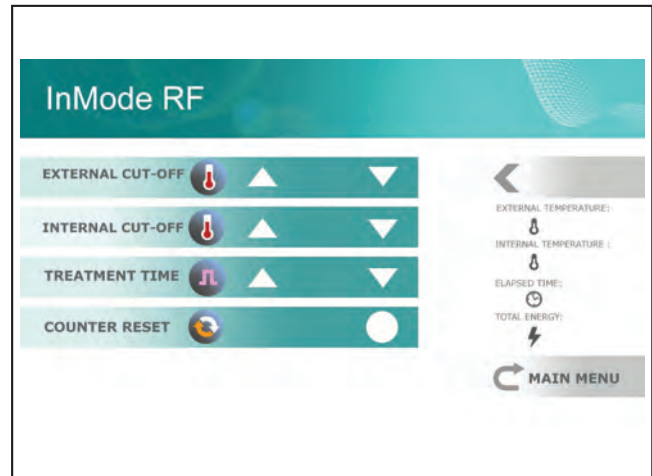 InMode RF
EXTERNAL CUT-OFF
INTERNAL CUT-OFF
TREATMENT TIME
COUNTER RESET
EXTERNAL TEMPERATURE:
INTERNAL TEMPERATURE :
ELAPSED TIME:
TOTAL ENERGY:
MAIN MENU